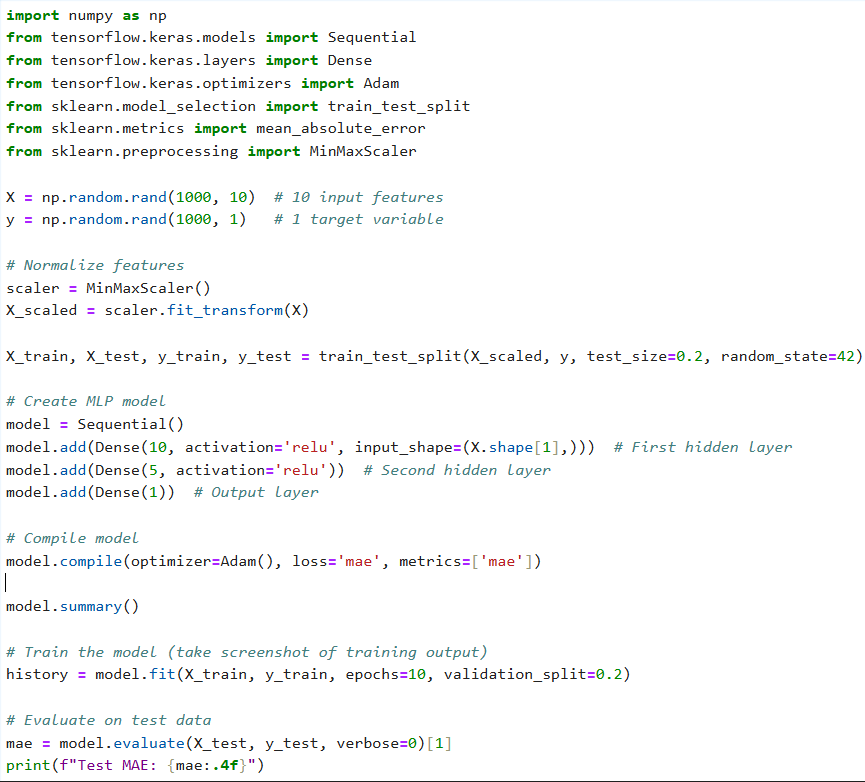 import numpy as np
from tensorflow.keras.models import Sequential
from tensorflow.keras.layers import Dense
from tensorflow.keras.optimizers import Adam
from sklearn.model_selection import train_test_split
from sklearn.metrics import mean_absolute_error
from sklearn.preprocessing import MinMaxScaler
X = np.random.rand(1000, 10)  # 10 input features
y = np.random.rand(1000, 1)   # 1 target variable
# Normalize features
scaler = MinMaxScaler()
X_scaled = scaler.fit_transform(X)
X_train, X_test, y_train, y_test = train_test_split(X_scaled, y, test_size=0.2, random_state=42)
# Create MLP model
model = Sequential()
model.add(Dense(10, activation='relu', input_shape=(X.shape[1],)))  # First hidden layer
model.add(Dense(5, activation='relu'))  # Second hidden layer
model.add(Dense(1))  # Output layer
# Compile model
model.compile(optimizer=Adam(), loss='mae', metrics=['mae'])
model.summary()
# Train the model (take screenshot of training output)
history = model.fit(X_train, y_train, epochs=10, validation_split=0.2)
# Evaluate on test data
mae = model.evaluate(X_test, y_test, verbose=0)[1]
print(f"Test MAE: {mae:.4f}")